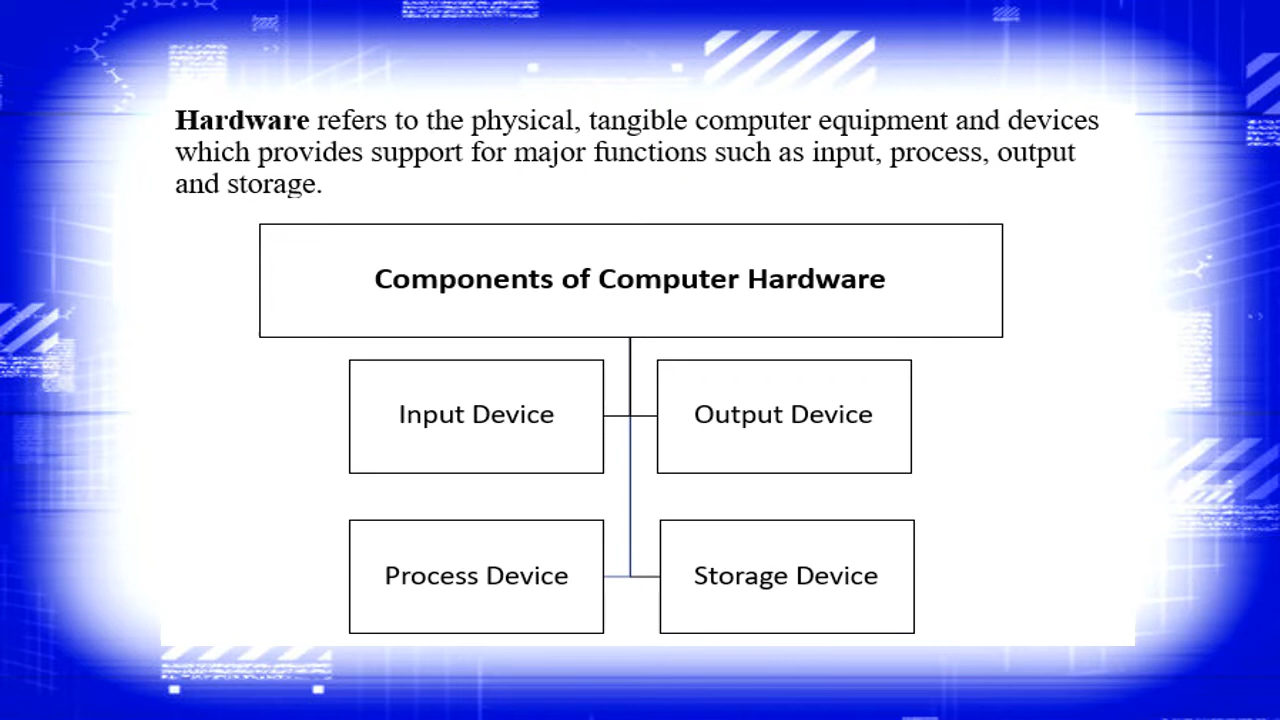 Hardware refers to the physical, tangible computer equipment and devices
which provides support for major functions such as input, process, output
and storage.
Components of Computer Hardware
Input Device
Output Device
Process Device
Storage Device